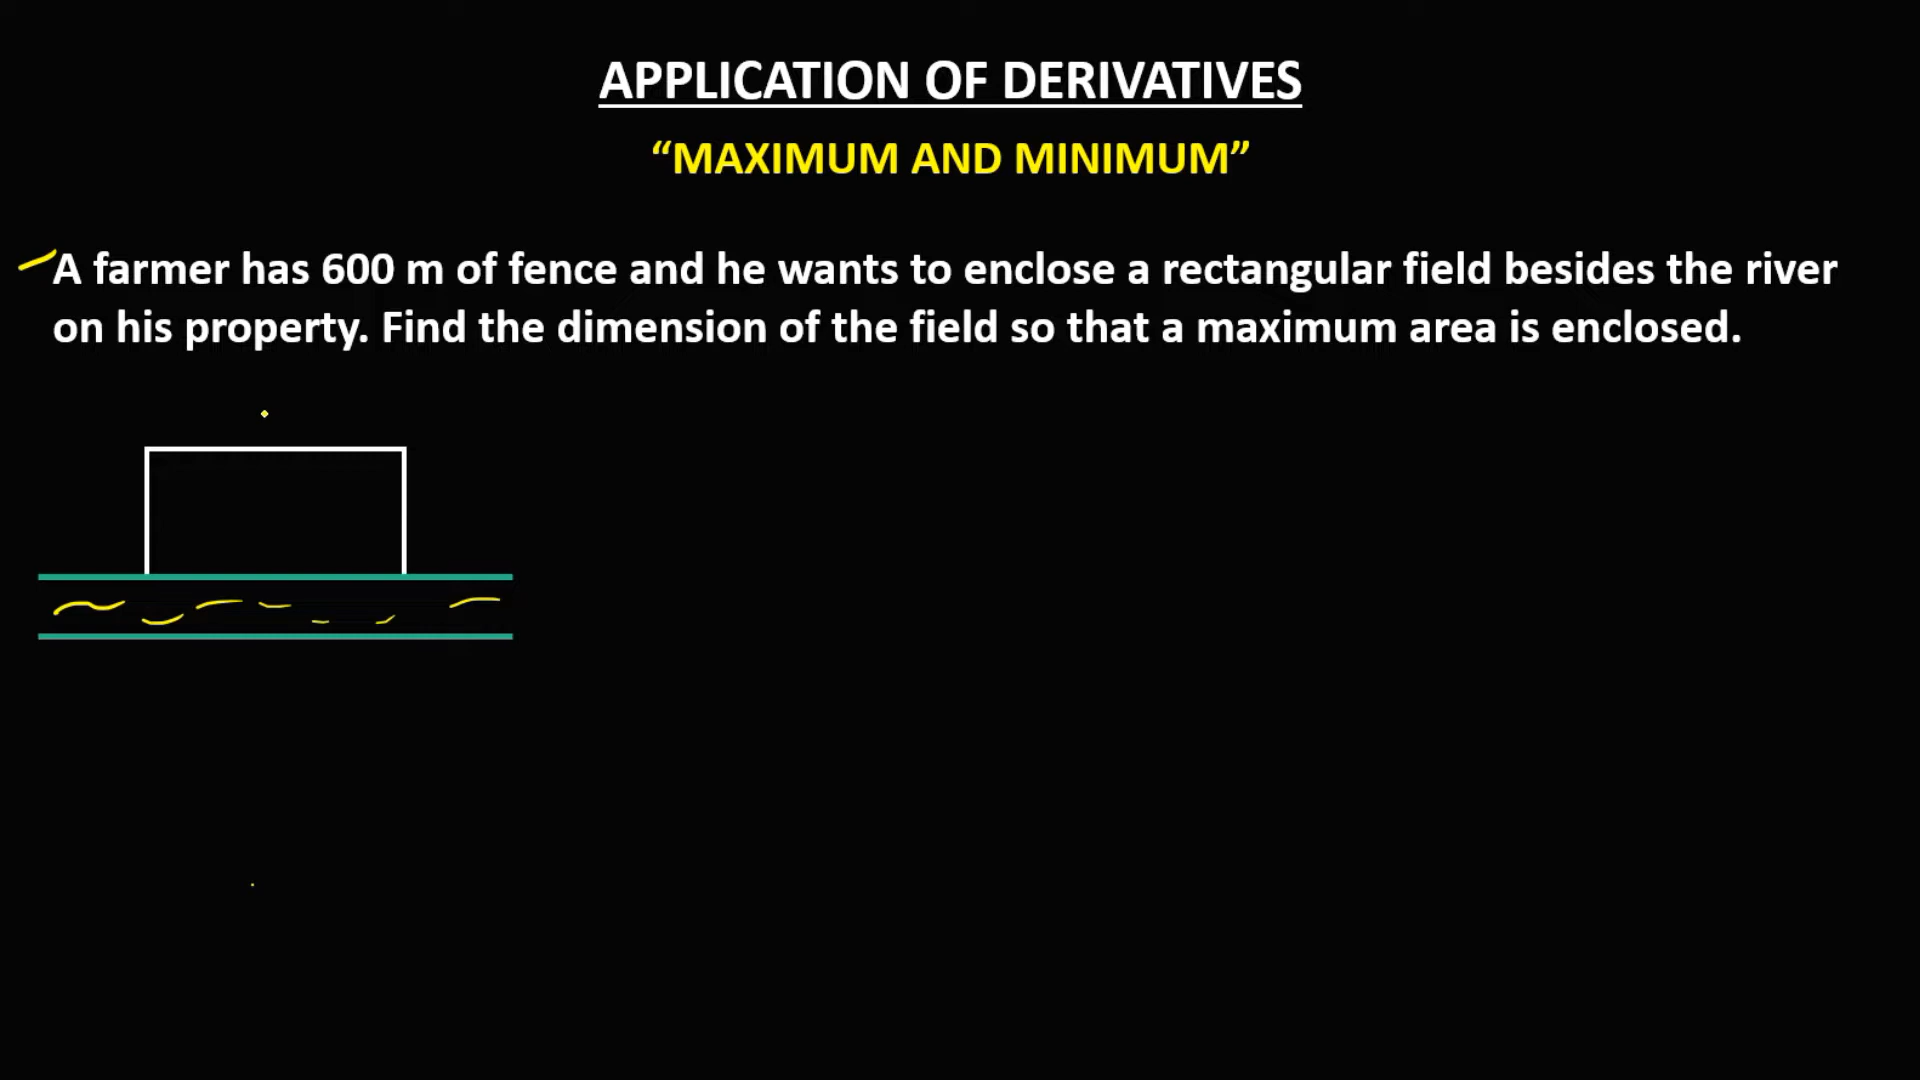 APPLICATION OF DERIVATIVES
“MAXIMUM AND MINIMUM”
A farmer has 600 m of fence and he wants to enclose a rectangular field besides the river
on his property. Find the dimension of the field so that a maximum area is enclosed.